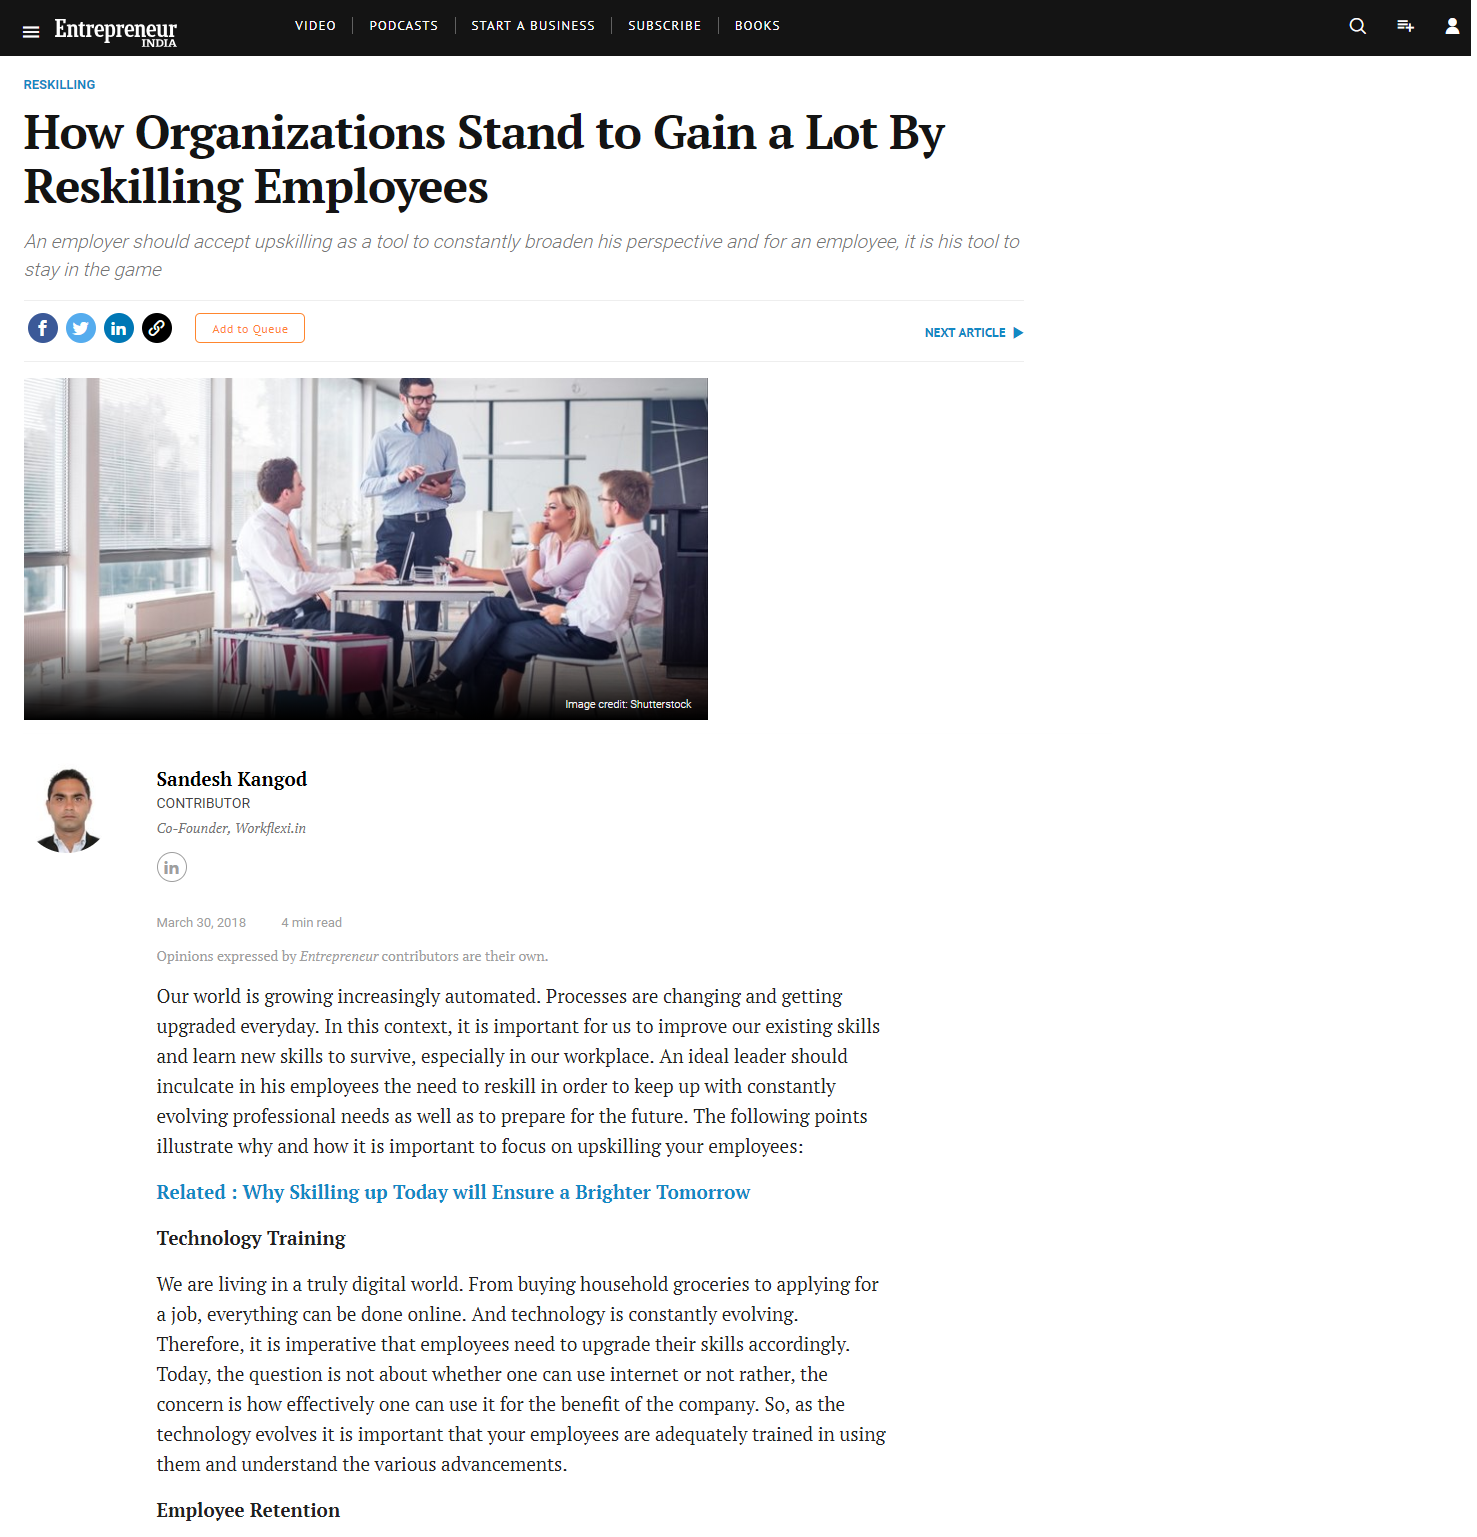 Entrepreneur
INDIA
VIDEO
PODCASTS
START A BUSINESS
SUBSCRIBE
BOOKS
RESKILLING
How Organizations Stand to Gain a Lot By
Reskilling Employees
An employer should accept upskilling as a tool to constantly broaden his perspective and for an employee, it is his tool to
stay in the game
Add to Queue
NEXT ARTICLE
Image credit: Shutterstock
Sandesh Kangod
CONTRIBUTOR
Co-Founder, Workflexi.in
March 30, 2018 4 min read
Opinions expressed by Entrepreneur contributors are their own.
Our world is growing increasingly automated. Processes are changing and getting
upgraded everyday. In this context, it is important for us to improve our existing skills
and learn new skills to survive, especially in our workplace. An ideal leader should
inculcate in his employees the need to reskill in order to keep up with constantly
evolving professional needs as well as to prepare for the future. The following points
illustrate why and how it is important to focus on upskilling your employees:
Related : Why Skilling up Today will Ensure a Brighter Tomorrow
Technology Training
We are living in a truly digital world. From buying household groceries to applying for
a job, everything can be done online. And technology is constantly evolving.
Therefore, it is imperative that employees need to upgrade their skills accordingly.
Today, the question is not about whether one can use internet or not rather, the
concern is how effectively one can use it for the benefit of the company. So, as the
technology evolves it is important that your employees are adequately trained in using
them and understand the various advancements.
Employee Retention